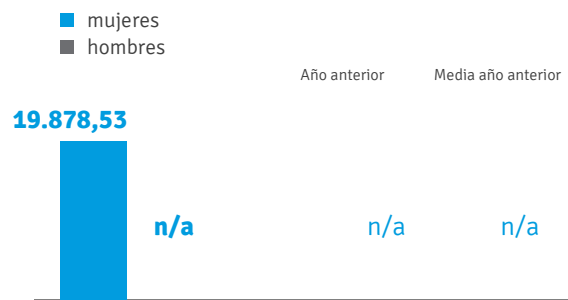 mujeres
hombres
Año anterior Media año anterior
19.878,53
n/a n/a n/a